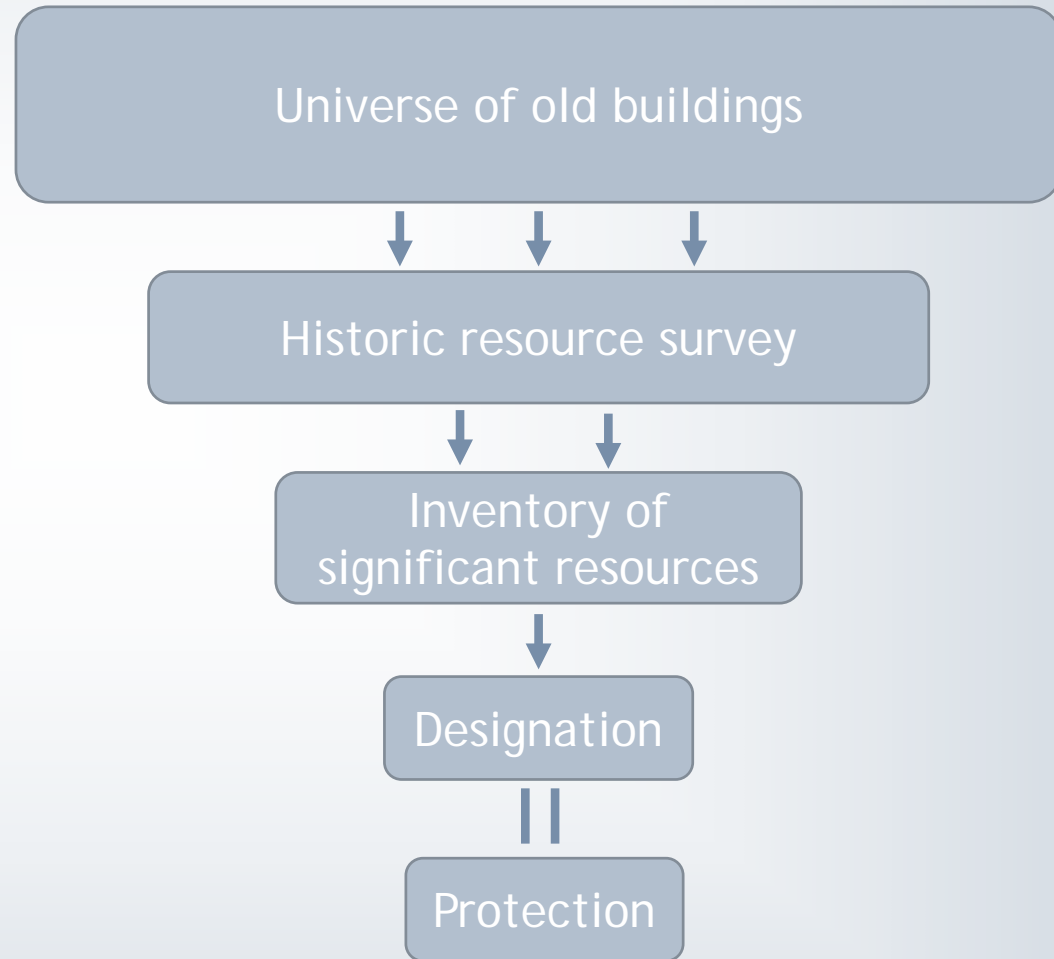 Universe of old buildings
Historic resource survey
Inventory of
significant resources
Designation
Protection